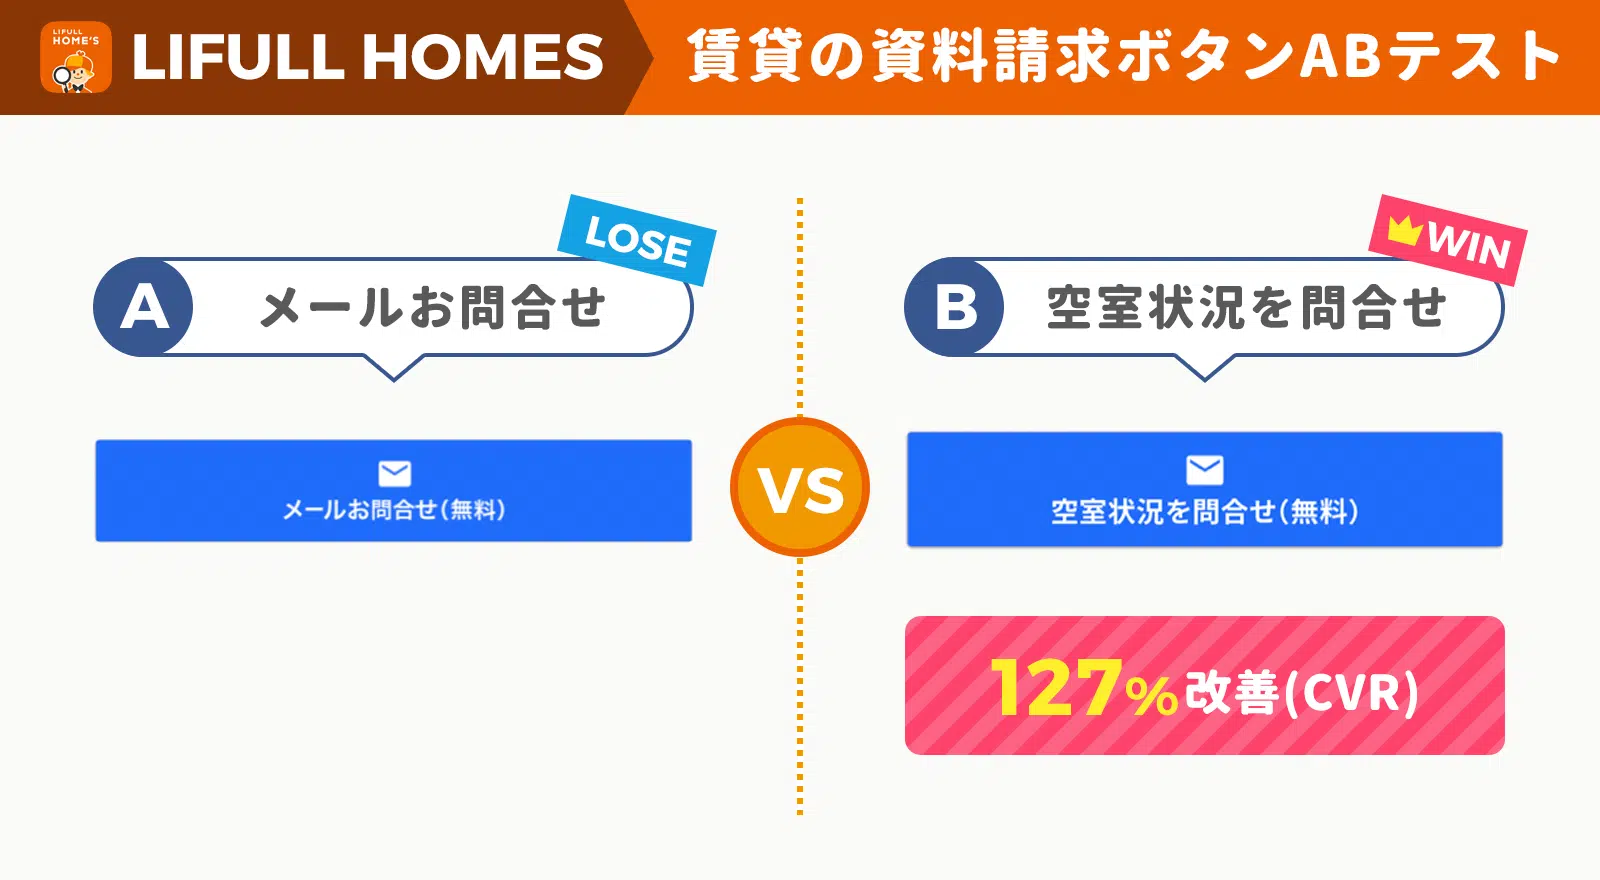 LIFULL
HOME'S
LIFULL HOMES
賃貸の資料請求ボタンABテスト
LOSE
A
メールお問合せ
メールお問合せ(無料)
VS
WIN
B
空室状況を問合せ
空室状況を問合せ(無料)
127%改善(CVR)